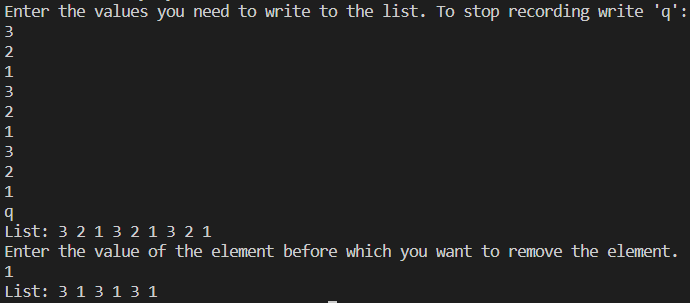 Enter the values you need to write to the list. To stop recording write 'q':
3
2
1
3
2
1
3
2
1
q
List: 3 2 1 3 2 1 3 2 1
Enter the value of the element before which you want to remove the element.
1
List: 3 1 3 1 3 1